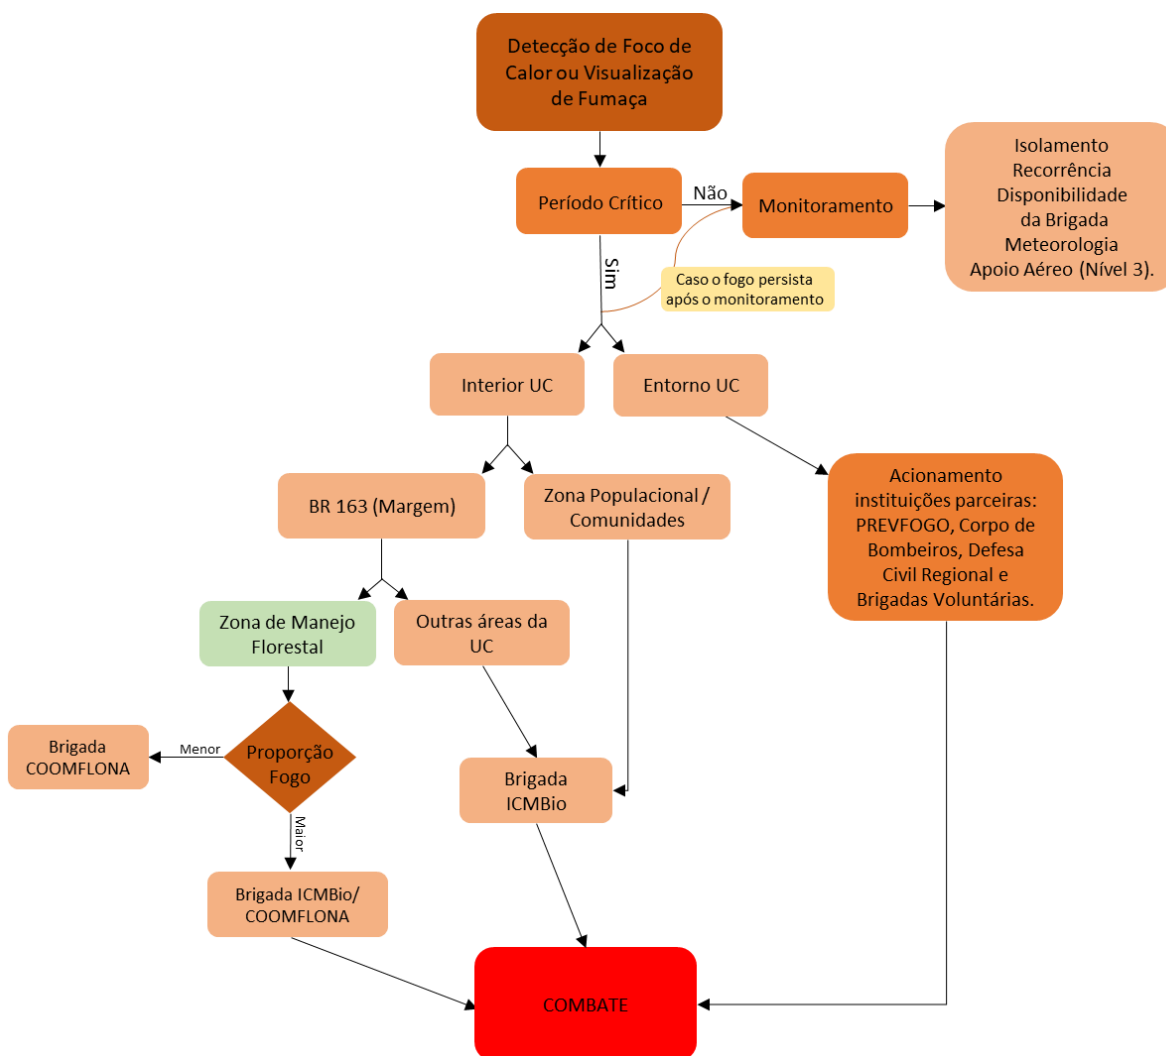 Detecção de Foco de
Calor ou Visualização
de Fumaça
Período Crítico
Não
Monitoramento
Isolamento
Recorrência
Disponibilidade
da Brigada
Meteorologia
Apoio Aéreo (Nível 3).
Sim
Caso o fogo persista
após o monitoramento
Interior UC
Entorno UC
BR 163 (Margem)
Zona Populacional /
Comunidades
Acionamento
instituições parceiras:
PREVFOGO, Corpo de
Bombeiros, Defesa
Civil Regional e
Brigadas Voluntárias.
Zona de Manejo
Florestal
Outras áreas da
UC
Brigada
COOMFLONA
Menor
Proporção
Fogo
Brigada
ICMBio
Maior
Brigada ICMBio/
COOMFLONA
COMBATE